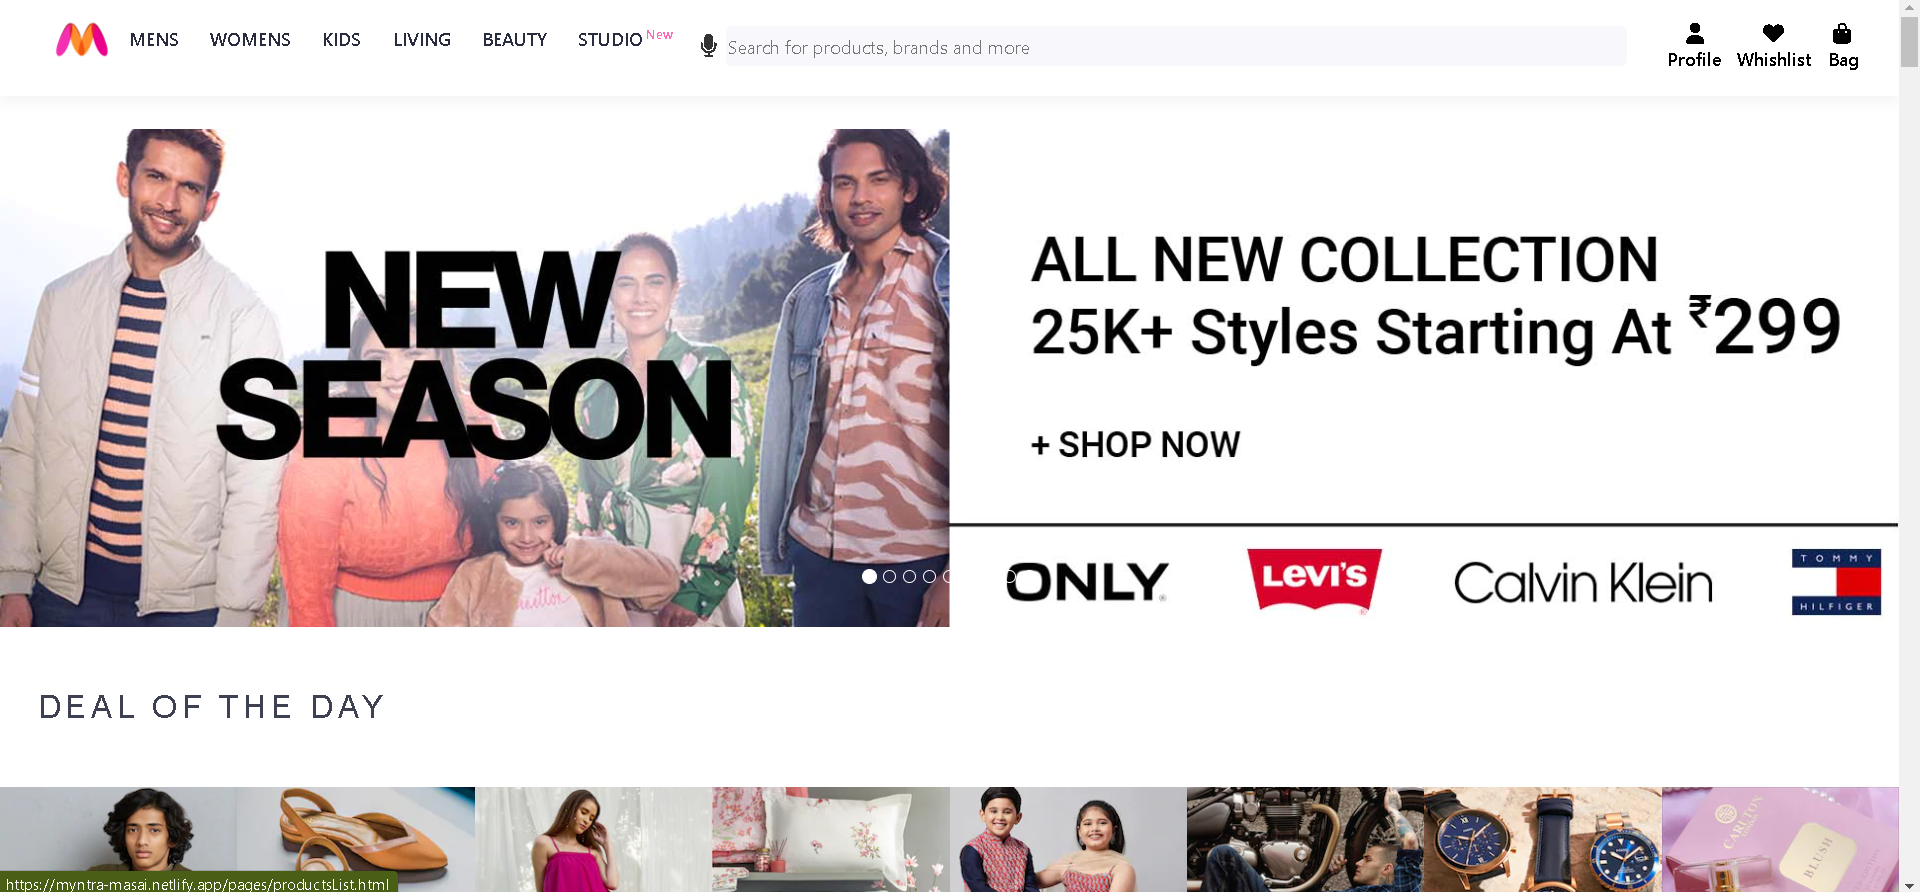 MENS WOMENS KIDS LIVING BEAUTY STUDIO New
Search for products, brands and more
Profile Whishlist Bag
NEW
SEASON
ALL NEW COLLECTION
25K+ Styles Starting At ₹299
+ SHOP NOW
ONLY® LEVI'S® Calvin Klein TOMMY HILFIGER
DEAL OF THE DAY
CARLTON
BLUSH
https://myntra-masai.netlify.app/pages/productsList.html